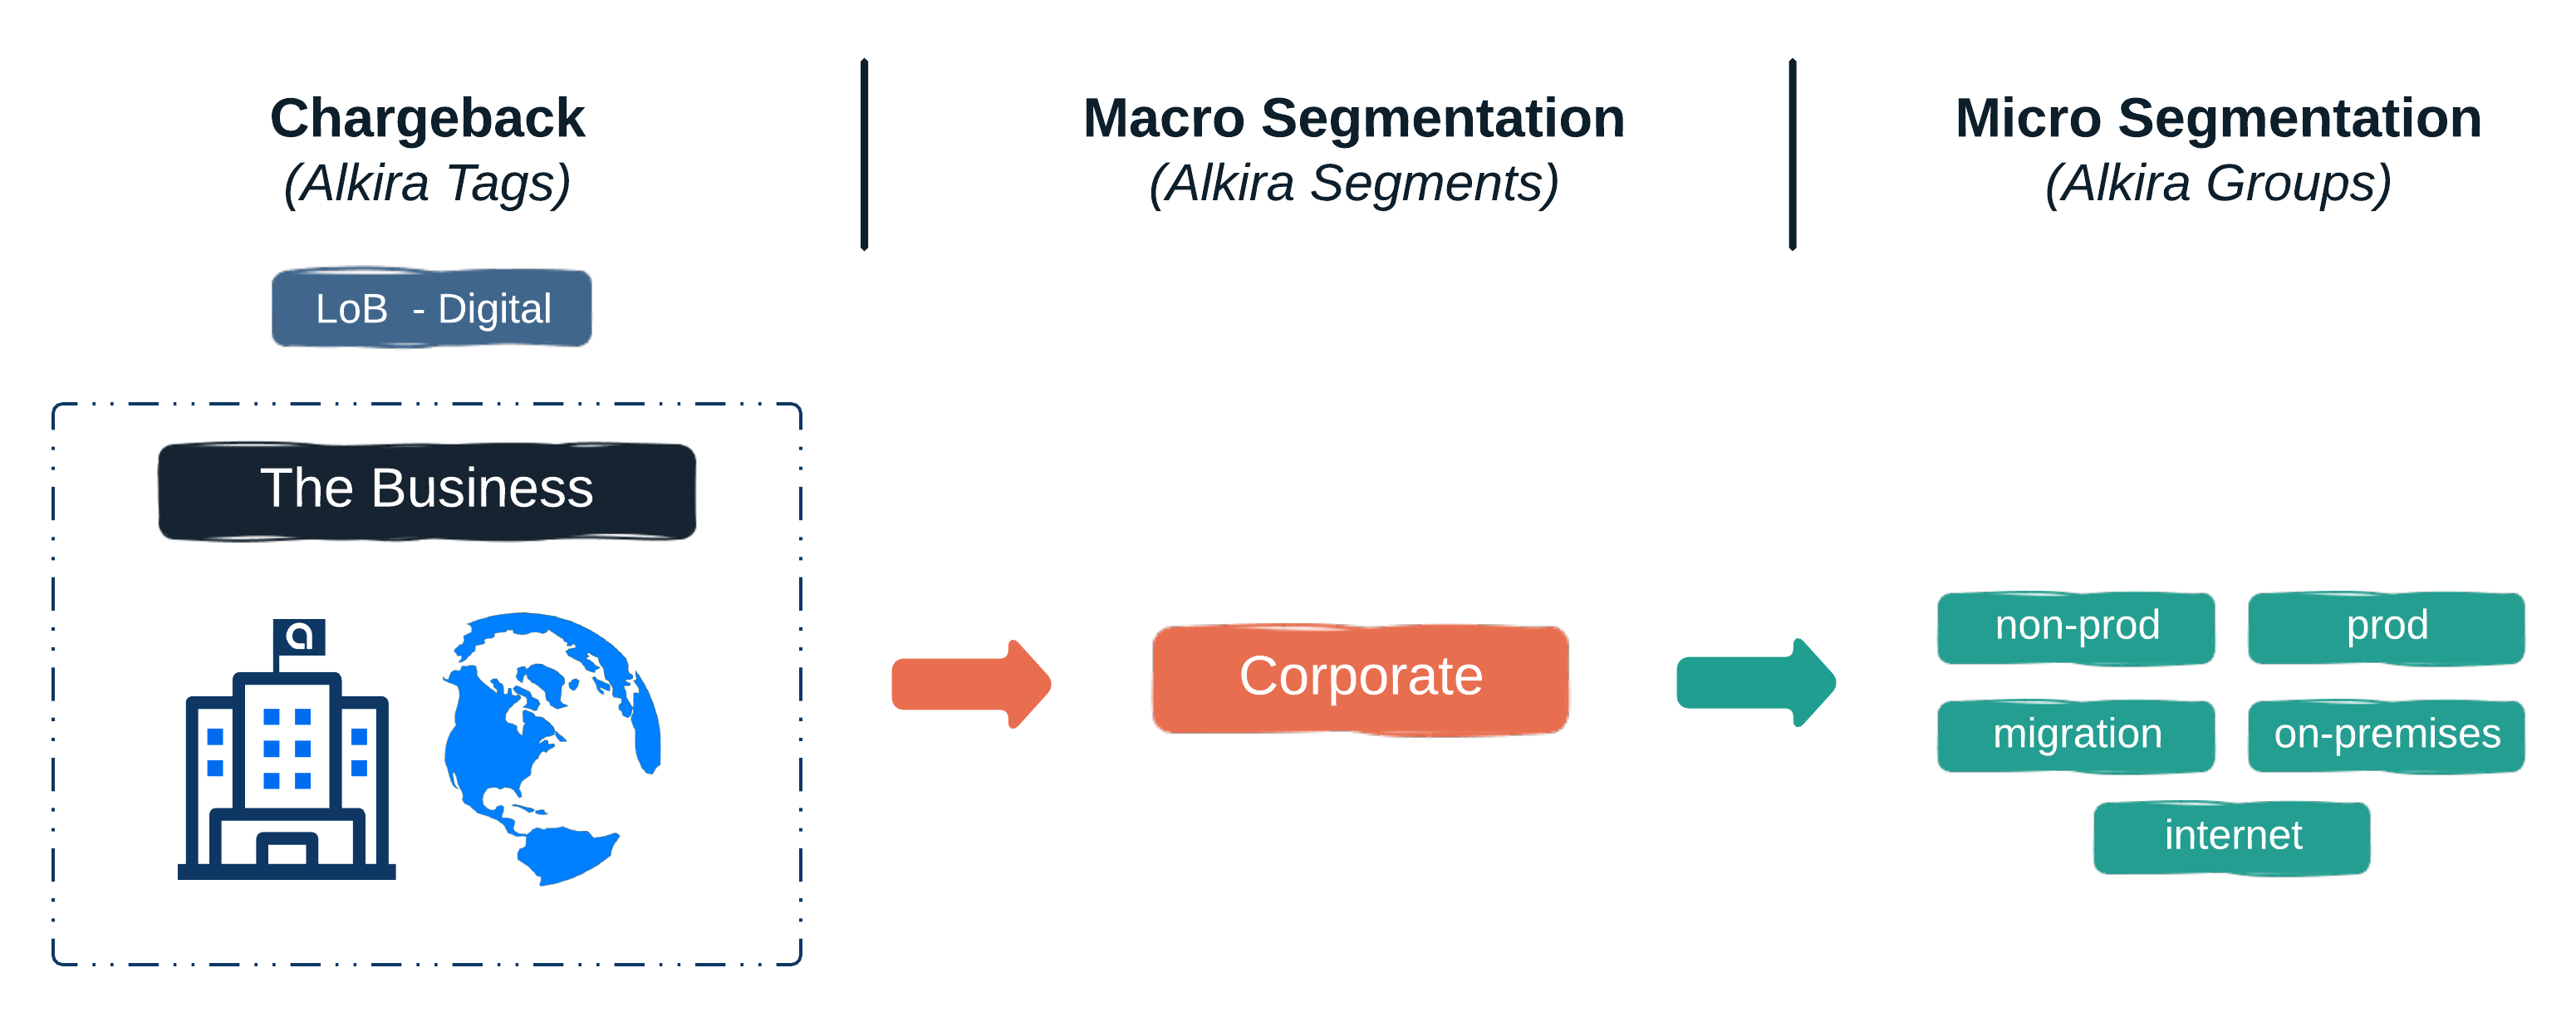 Chargeback
(Alkira Tags)
Macro Segmentation
(Alkira Segments)
Micro Segmentation
(Alkira Groups)
LoB  - Digital
The Business
Corporate
non-prod
prod
migration
on-premises
internet